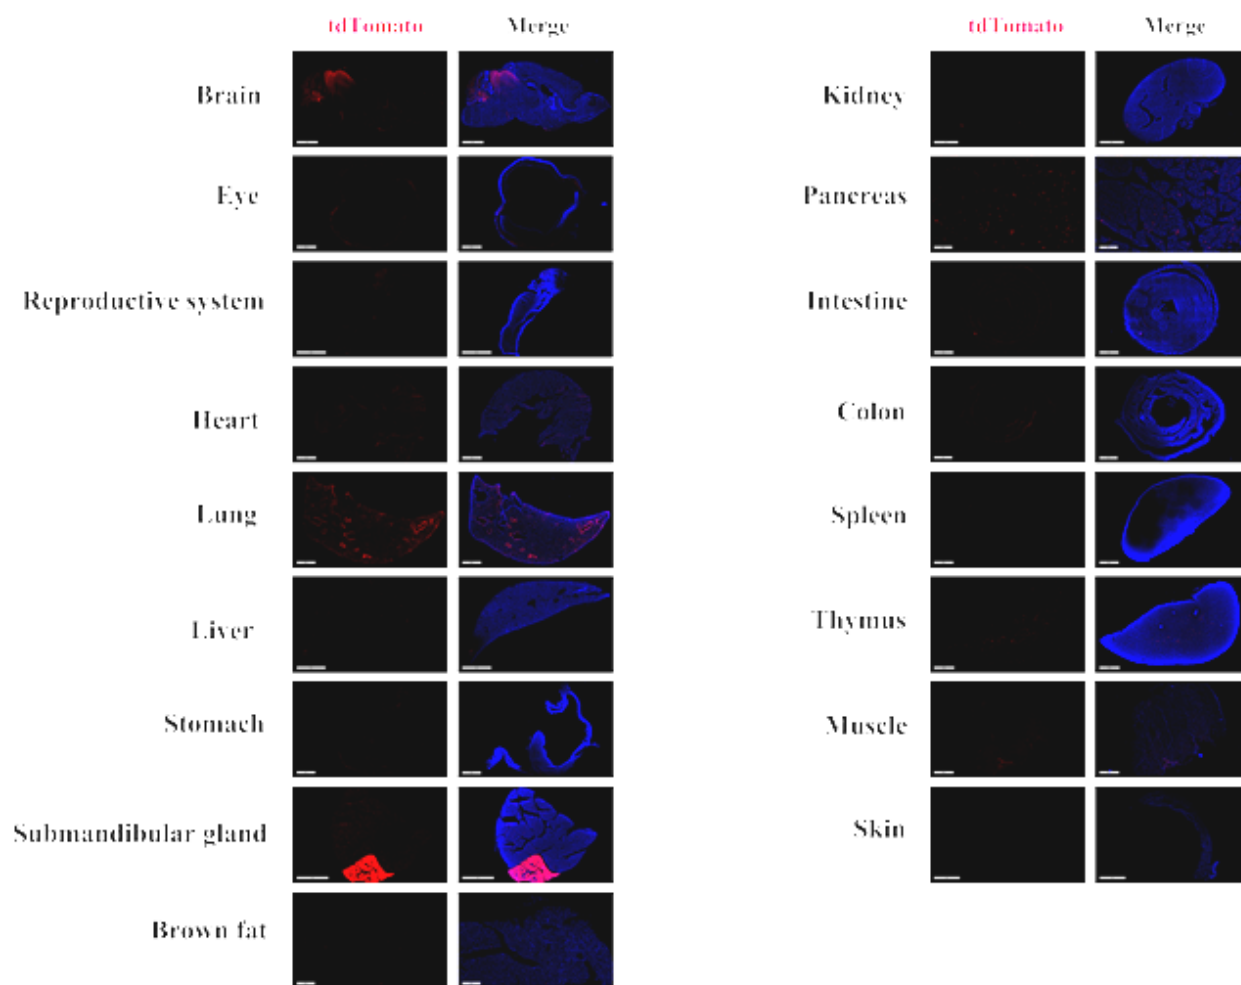 tdTomato Merge
Brain
Eye
Reproductive system
Heart
Lung
Liver
Stomach
Submandibular gland
Brown fat
tdTomato Merge
Kidney
Pancreas
Intestine
Colon
Spleen
Thymus
Muscle
Skin